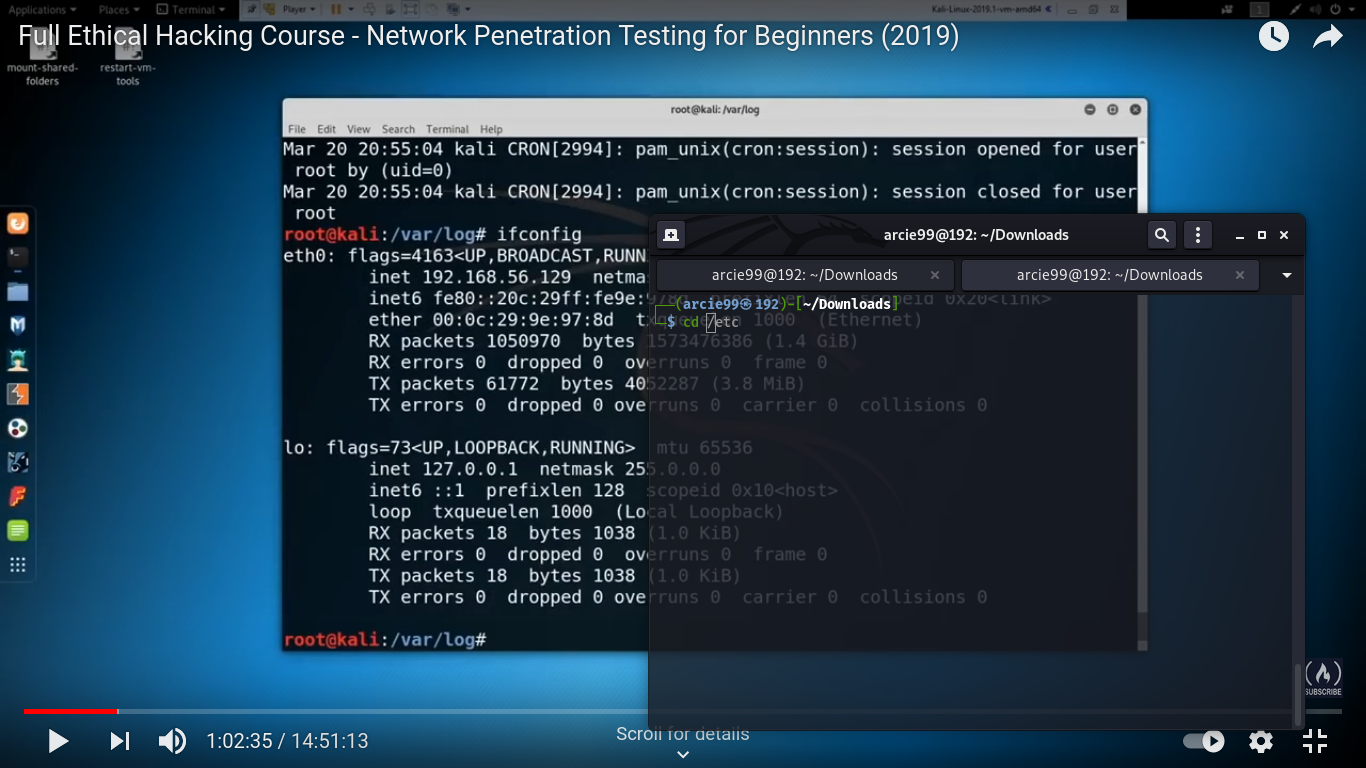 Applications Places Terminal Player Kali-Linux-2019.1-vm-amd64 1
Full Ethical Hacking Course - Network Penetration Testing for Beginners (2019)
mount-shared-folders
restart-vm-tools
root@kali: /var/log
File Edit View Search Terminal Help
Mar 20 20:55:04 kali CRON[2994]: pam_unix(cron:session): session opened for user
root by (uid=0)
Mar 20 20:55:04 kali CRON[2994]: pam_unix(cron:session): session closed for user
root
root@kali:/var/log# ifconfig
eth0: flags=4163<UP,BROADCAST,RUNN
inet 192.168.56.129 netma
inet6 fe80::20c:29ff:fe9e: scopeid 0x20<link>
ether 00:0c:29:9e:97:8d txqueuelen 1000 (Ethernet)
RX packets 1050970 bytes 1573476386 (1.4 GiB)
RX errors 0 dropped 0 overruns 0 frame 0
TX packets 61772 bytes 4052287 (3.8 MiB)
TX errors 0 dropped 0 overruns 0 carrier 0 collisions 0
lo: flags=73<UP,LOOPBACK,RUNNING> mtu 65536
inet 127.0.0.1 netmask 255.0.0.0
inet6 ::1 prefixlen 128 scopeid 0x10<host>
loop txqueuelen 1000 (Local Loopback)
RX packets 18 bytes 1038 (1.0 KiB)
RX errors 0 dropped 0 overruns 0 frame 0
TX packets 18 bytes 1038 (1.0 KiB)
TX errors 0 dropped 0 overruns 0 carrier 0 collisions 0
root@kali:/var/log#
arcie99@192: ~/Downloads
arcie99@192: ~/Downloads × arcie99@192: ~/Downloads ×
(arcie99㉿192)-[~/Downloads]
$ cd /etc
SUBSCRIBE
1:02:35 / 14:51:13
Scroll for details